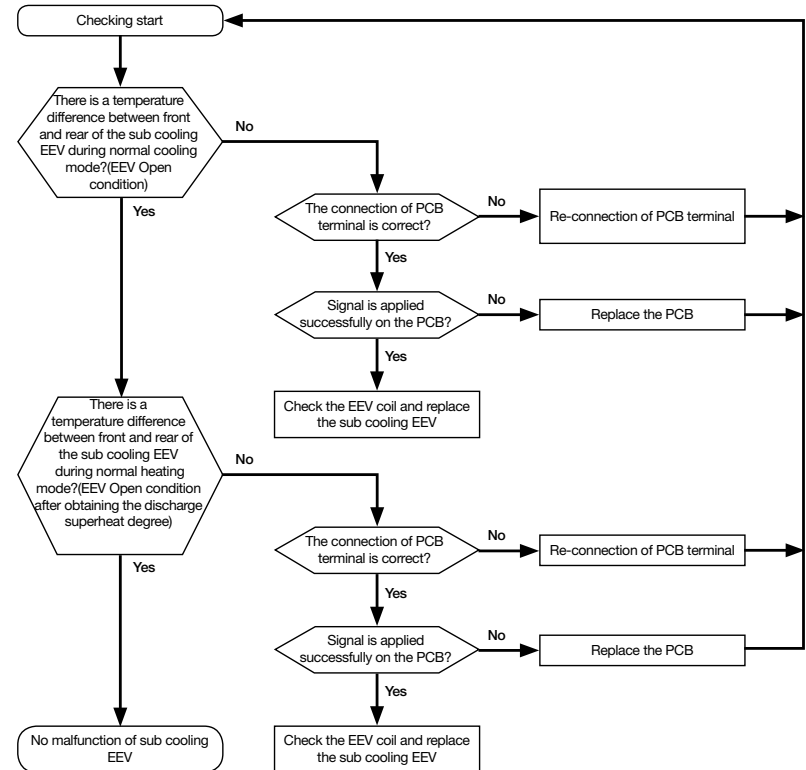 Checking start
There is a temperature
difference between front
and rear of the sub cooling
EEV during normal cooling
mode?(EEV Open
condition)
No
Yes
The connection of PCB
terminal is correct?
No
Re-connection of PCB terminal
Yes
Signal is applied
successfully on the PCB?
No
Replace the PCB
Yes
Check the EEV coil and replace
the sub cooling EEV
There is a
temperature difference
between front and rear of
the sub cooling EEV
during normal heating
mode?(EEV Open condition
after obtaining the discharge
superheat degree)
No
Yes
The connection of PCB
terminal is correct?
No
Re-connection of PCB terminal
Yes
Signal is applied
successfully on the PCB?
No
Replace the PCB
Yes
Check the EEV coil and replace
the sub cooling EEV
No malfunction of sub cooling
EEV